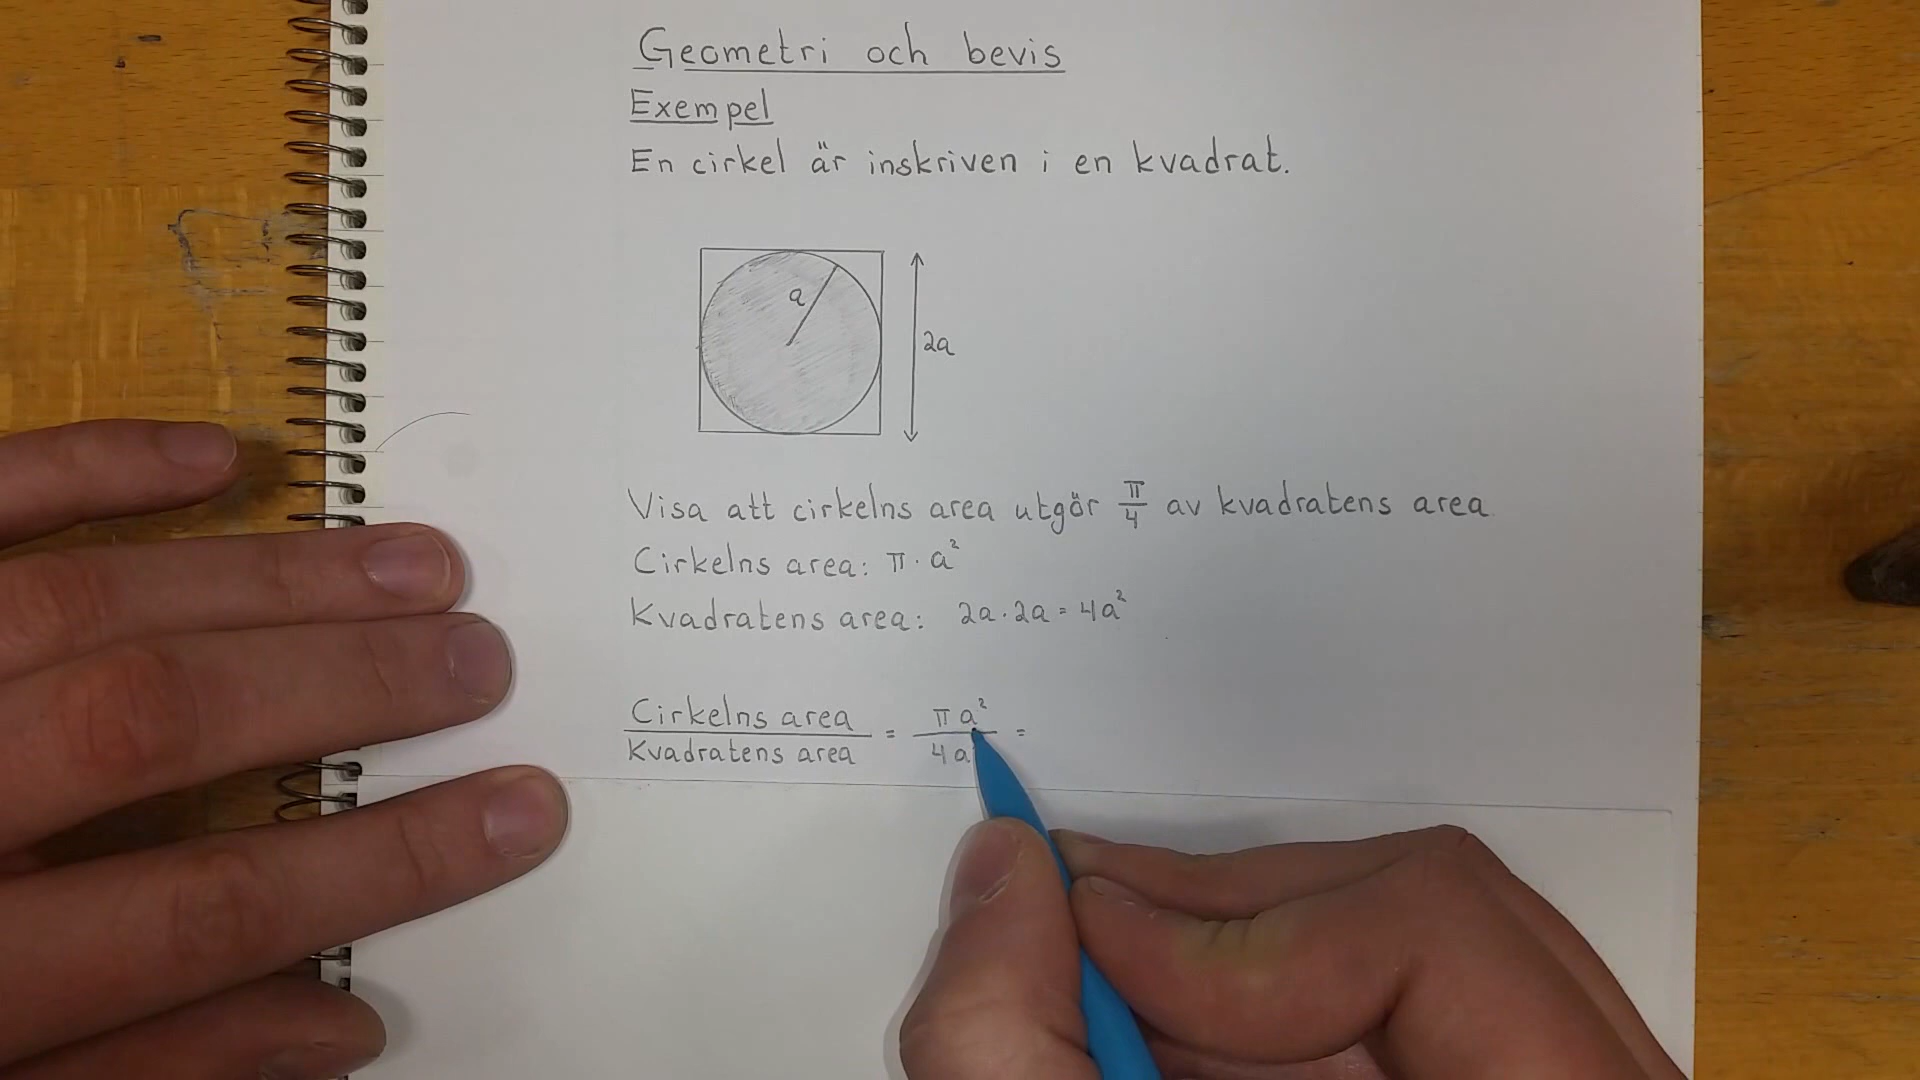 Geometri och bevis
Exempel
En cirkel är inskriven i en kvadrat.
a
2a
Visa att cirkelns area utgör π/4 av kvadratens area
Cirkelns area: π · a²
Kvadratens area: 2a · 2a = 4a²
Cirkelns area / Kvadratens area = πa² / 4a =